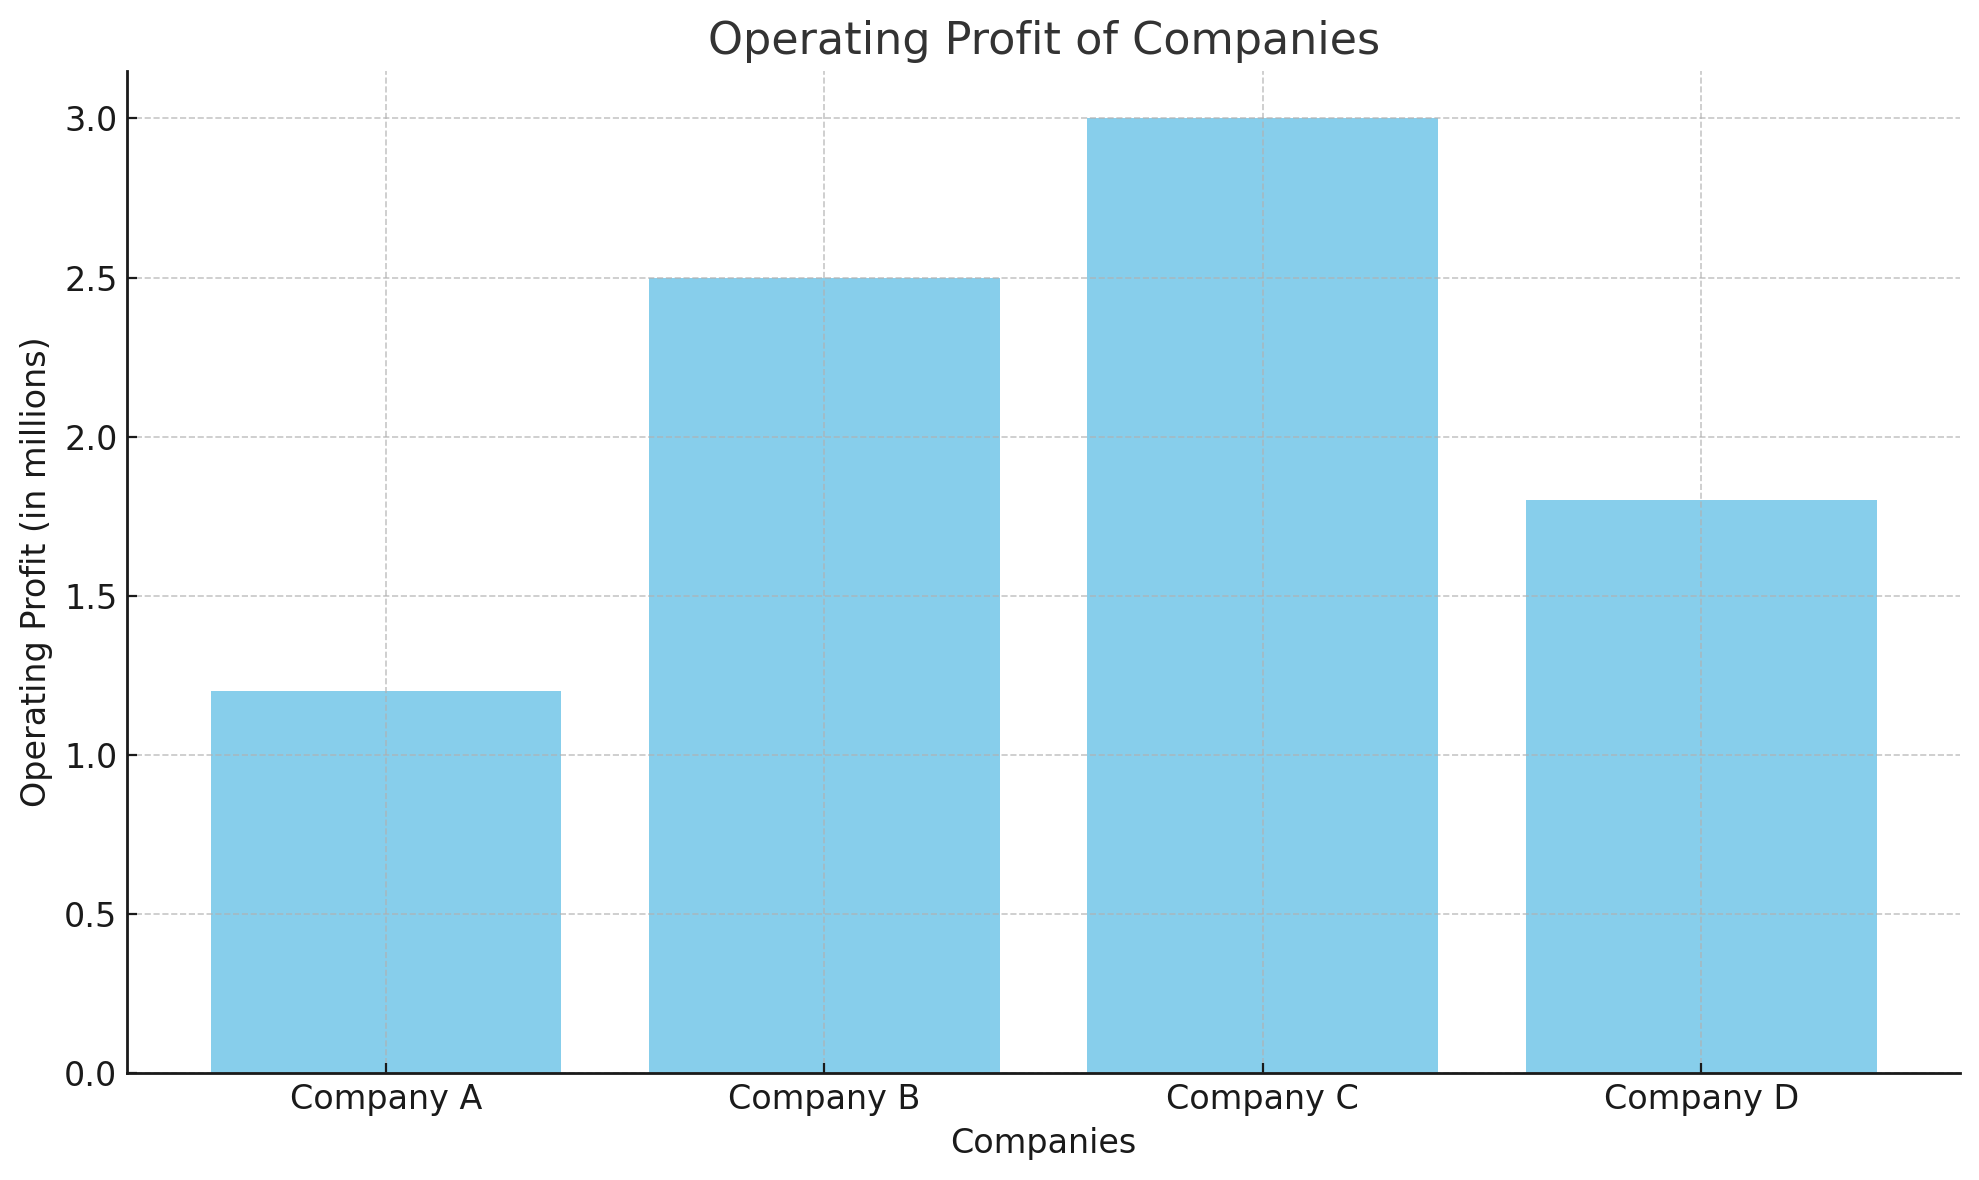 Operating Profit of Companies
Operating Profit (in millions)
3.0
2.5
2.0
1.5
1.0
0.5
0.0
Company A Company B Company C Company D
Companies